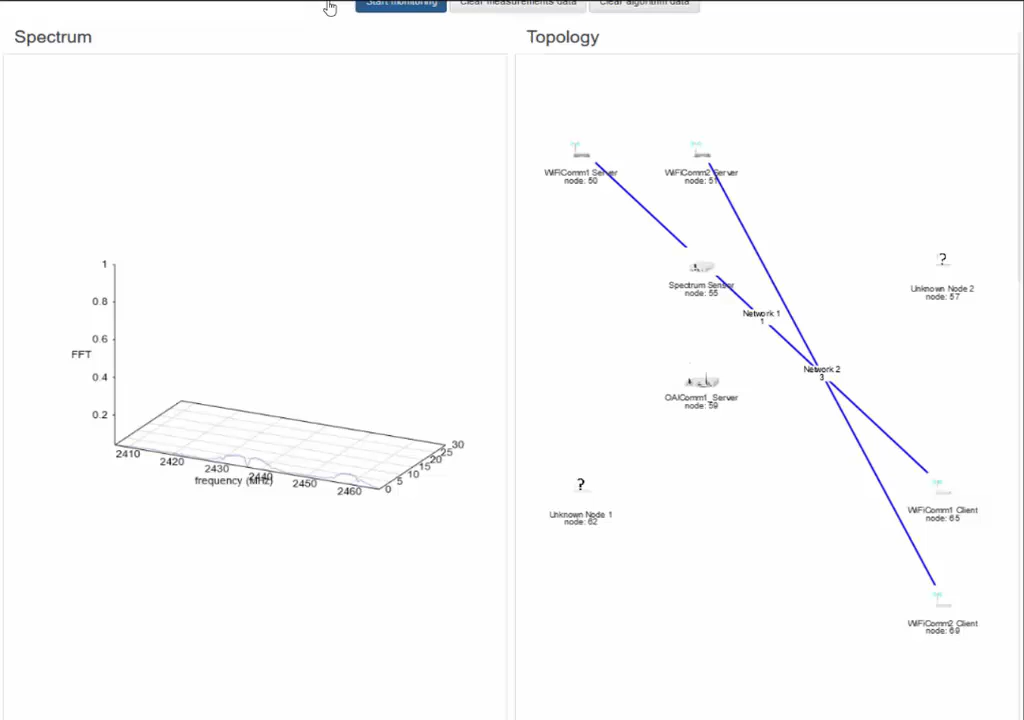 Start monitoring
Clear measurements data
Clear algorithm data
Spectrum
Topology
WiFiComm1 Server
node: 50
WiFiComm2 Server
node: 51
Spectrum Sensor
node: 55
?
Unknown Node 2
node: 57
Network 1
1
Network 2
3
OAIComm1_Server
node: 59
?
Unknown Node 1
node: 62
WiFiComm1 Client
node: 65
WiFiComm2 Client
node: 69
1
0.8
0.6
FFT
0.4
0.2
2410
2420
2430
2440
2450
2460
frequency (MHz)
0
5
10
15
20
25
30